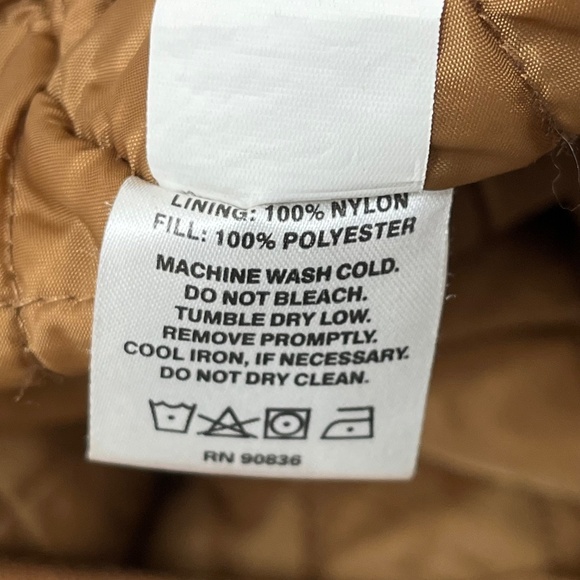 LINING: 100% NYLON
FILL: 100% POLYESTER
MACHINE WASH COLD.
DO NOT BLEACH.
TUMBLE DRY LOW.
REMOVE PROMPTLY.
COOL IRON, IF NECESSARY.
DO NOT DRY CLEAN.
RN 90836